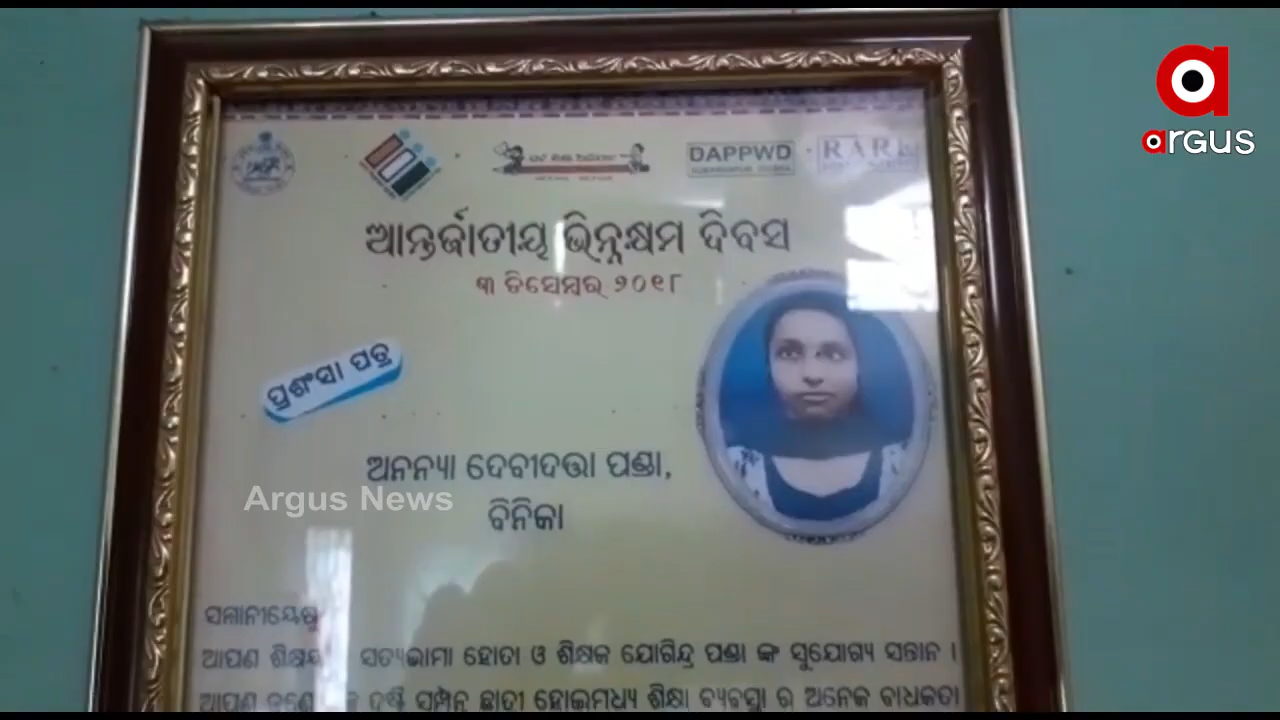 argus
DAPPWD
ଆନ୍ତର୍ଜାତୀୟ ଭିନ୍ନକ୍ଷମ ଦିବସ
୩ ଡିସେମ୍ବର ୨୦୧୮
ପ୍ରଶଂସା ପତ୍ର
ଅନନ୍ୟା ଦେବୀଦତ୍ତା ପଣ୍ଡା,
Argus News
ବିନିକା
ସମ୍ମାନୀୟେଷୁ
ଆପଣ ସତ୍ୟଭାମା ହୋତା ଓ ଶିକ୍ଷକ ଯୋଗିନ୍ଦ୍ର ପଣ୍ଡା ଙ୍କ ସୁଯୋଗ୍ୟ ସନ୍ତାନ ।
ଆପଣ ସମ୍ପନ୍ନ ଛାତ୍ରୀ ହୋଇମଧ୍ୟ ଶିକ୍ଷା ବ୍ୟବସ୍ଥା ର ଅନେକ ବାଧକତା